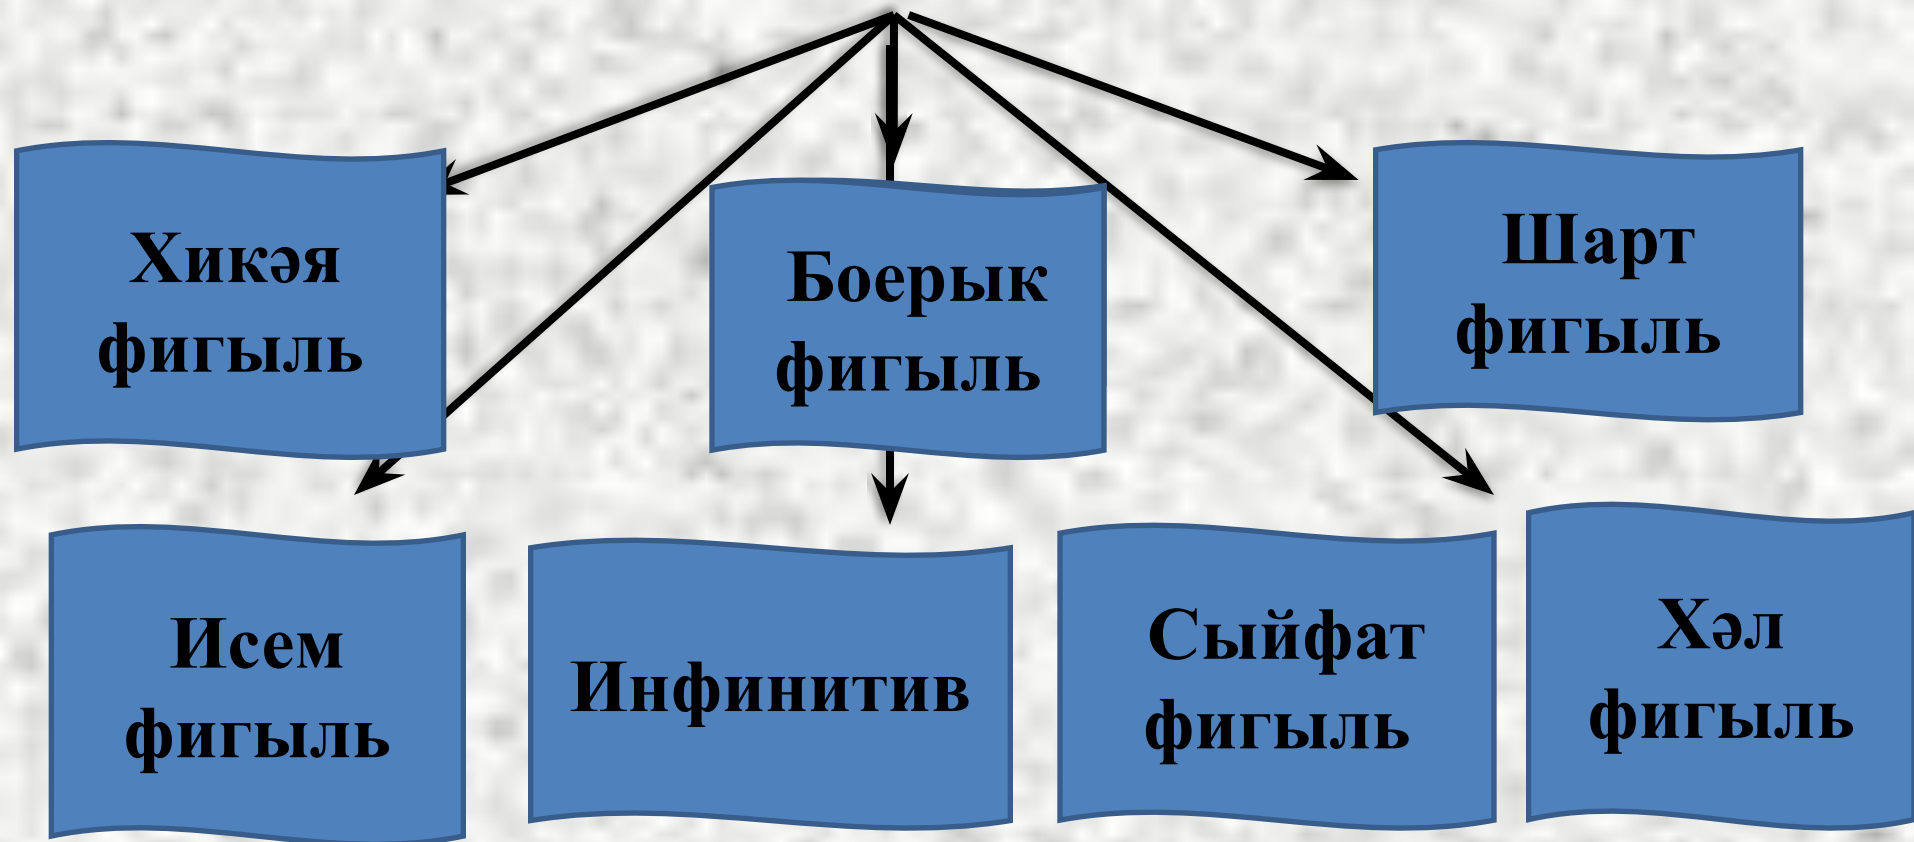 Хикәя
фигыль
Боерык
фигыль
Шарт
фигыль
Исем
фигыль
Инфинитив
Сыйфат
фигыль
Хәл
фигыль